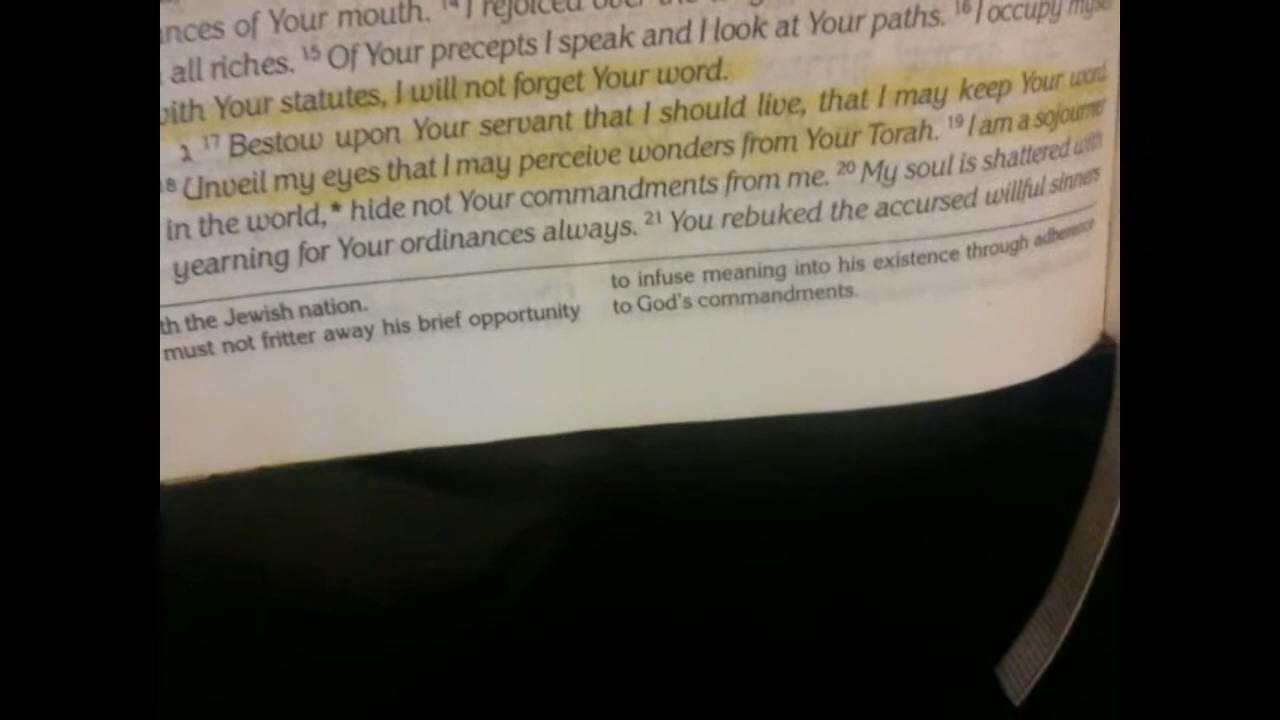 nces of Your mouth. 14 I rejoiced over the
all riches. 15 Of Your precepts I speak and I look at Your paths. 16 I occupy myse
ith Your statutes, I will not forget Your word.
ג 17 Bestow upon Your servant that I should live, that I may keep Your word.
18 Unveil my eyes that I may perceive wonders from Your Torah. 19 I am a sojourner
in the world,* hide not Your commandments from me. 20 My soul is shattered with
yearning for Your ordinances always. 21 You rebuked the accursed willful sinners
th the Jewish nation.
must not fritter away his brief opportunity
to infuse meaning into his existence through adherence
to God's commandments.